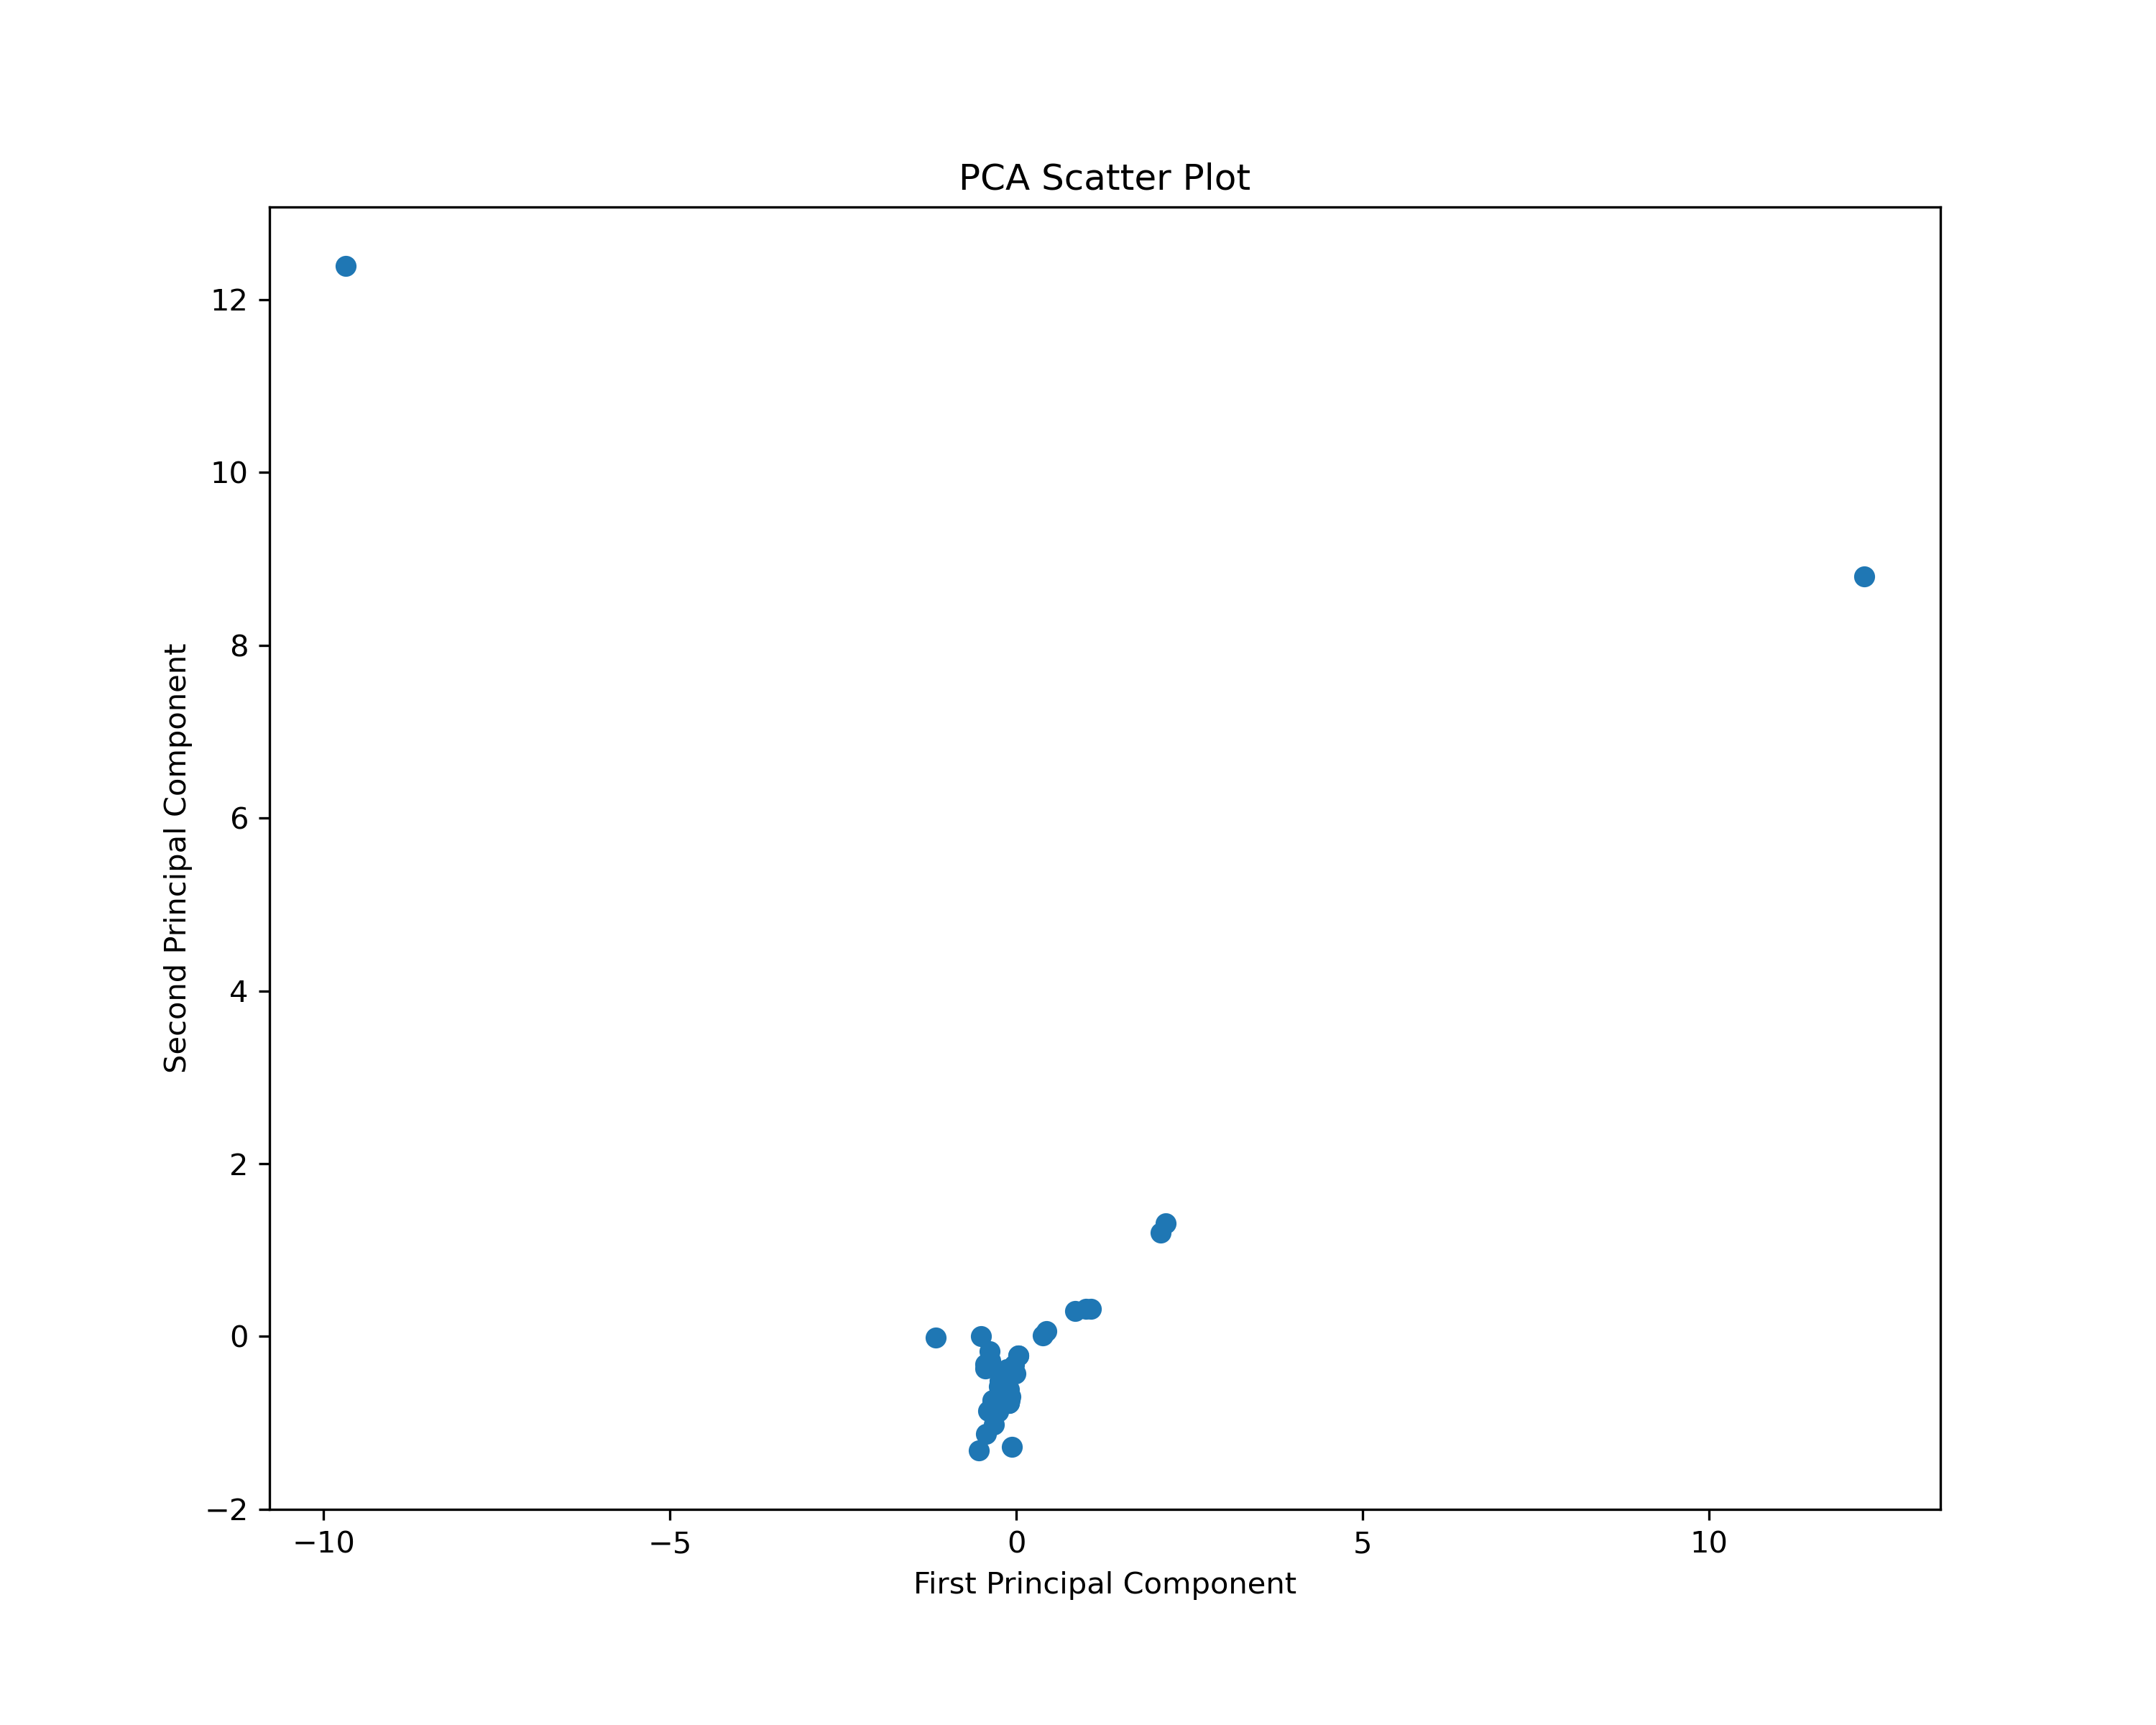 PCA Scatter Plot
12
10
8
6
4
2
0
−2
Second Principal Component
−10 −5 0 5 10
First Principal Component